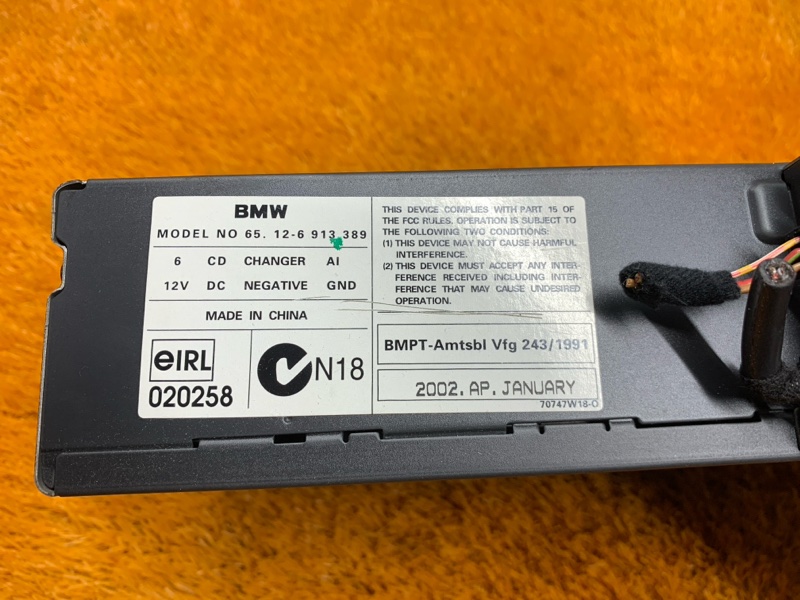 BMW
MODEL NO 65. 12-6 913 389
6 CD CHANGER AI
12V DC NEGATIVE GND
MADE IN CHINA
eIRL
020258
N18
THIS DEVICE COMPLIES WITH PART 15 OF
THE FCC RULES. OPERATION IS SUBJECT TO
THE FOLLOWING TWO CONDITIONS:
(1) THIS DEVICE MAY NOT CAUSE HARMFUL
INTERFERENCE.
(2) THIS DEVICE MUST ACCEPT ANY INTER-
FERENCE RECEIVED INCLUDING INTER-
FERENCE THAT MAY CAUSE UNDESIRED
OPERATION.
BMPT-Amtsbl Vfg 243/1991
2002. AP. JANUARY
70747W18-O